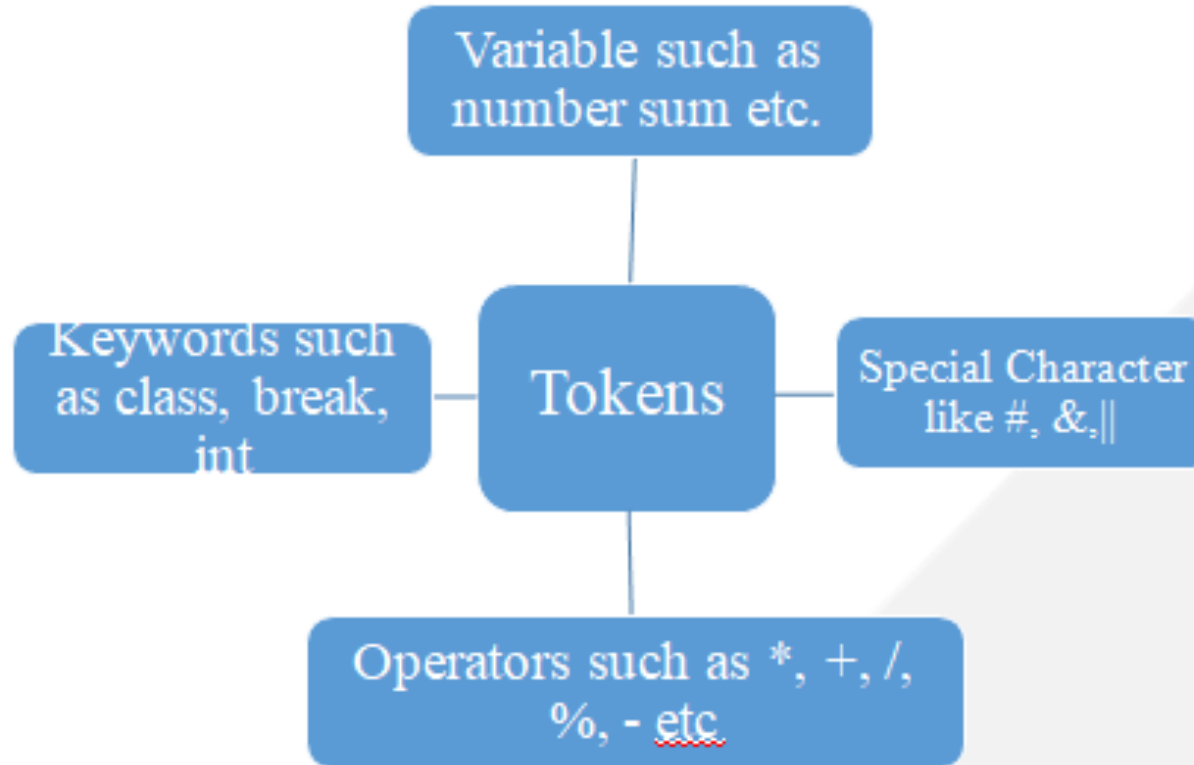 Variable such as
number sum etc.
Keywords such
as class, break,
int
Tokens
Special Character
like #, &,||
Operators such as *, +, /,
%, - etc